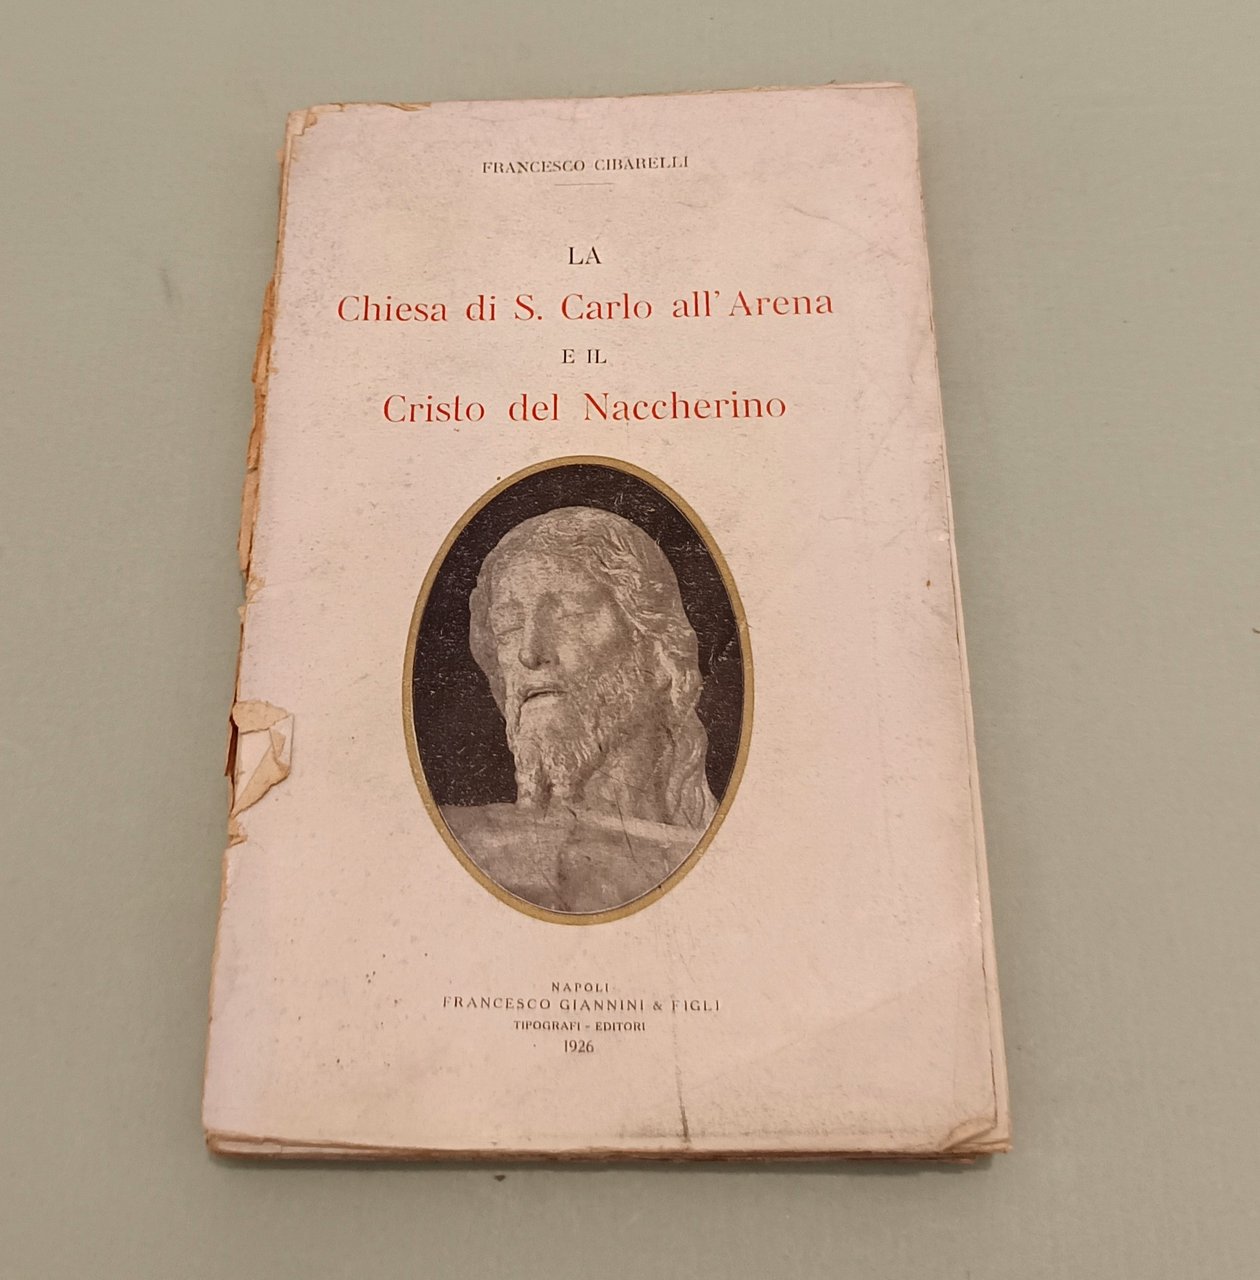 FRANCESCO CIBARELLI
LA
Chiesa di S. Carlo all' Arena
E IL
Cristo del Naccherino
NAPOLI
FRANCESCO GIANNINI & FIGLI
TIPOGRAFI - EDITORI
1926